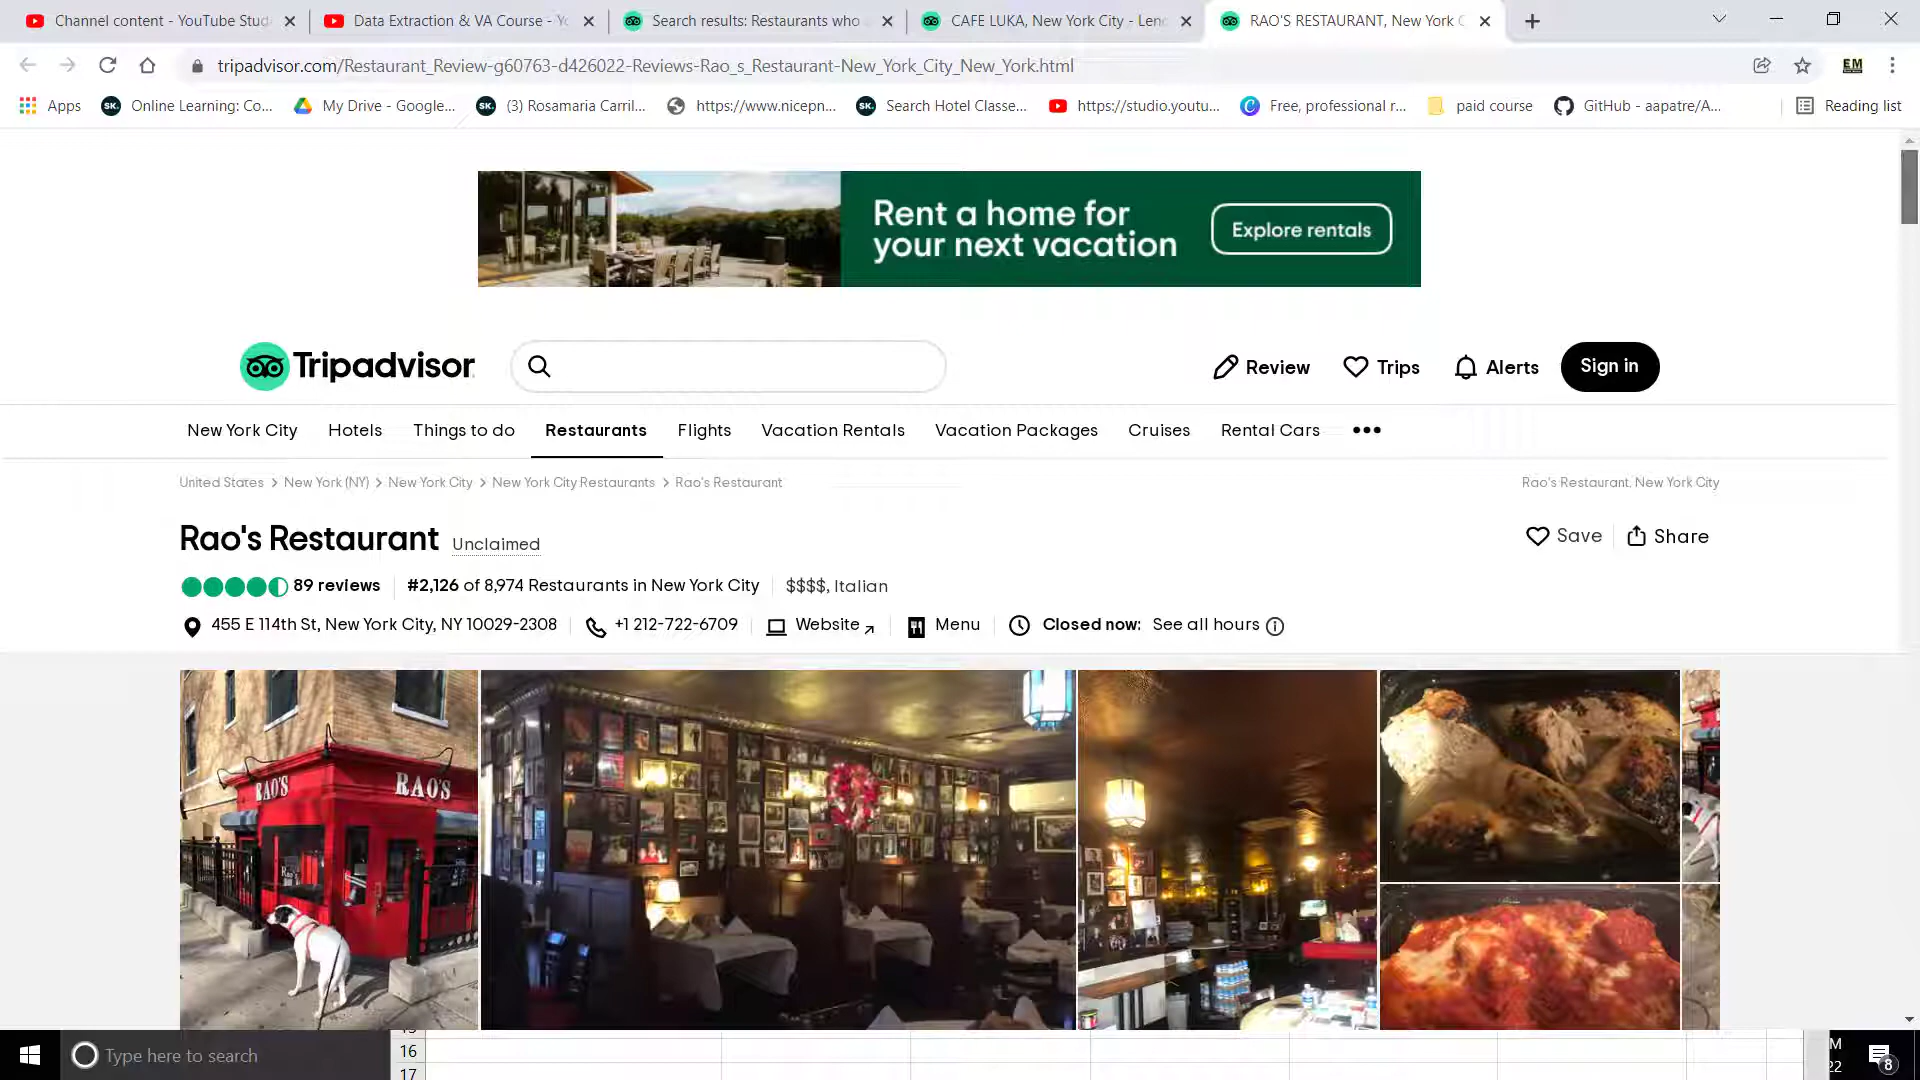 Channel content - YouTube Stud
Data Extraction & VA Course - Yo
Search results: Restaurants who
CAFE LUKA, New York City - Leno
RAO'S RESTAURANT, New York C
tripadvisor.com/Restaurant_Review-g60763-d426022-Reviews-Rao_s_Restaurant-New_York_City_New_York.html
EM
Apps
SK. Online Learning: Co...
My Drive - Google...
SK. (3) Rosamaria Carril...
https://www.nicepn...
SK. Search Hotel Classe...
https://studio.youtu...
Free, professional r...
paid course
GitHub - aapatre/A...
Reading list
Rent a home for
your next vacation
Explore rentals
Tripadvisor
Review
Trips
Alerts
Sign in
New York City
Hotels
Things to do
Restaurants
Flights
Vacation Rentals
Vacation Packages
Cruises
Rental Cars
United States > New York (NY) > New York City > New York City Restaurants > Rao's Restaurant
Rao's Restaurant, New York City
Rao's Restaurant Unclaimed
Save
Share
89 reviews
#2,126 of 8,974 Restaurants in New York City
$$$$, Italian
455 E 114th St, New York City, NY 10029-2308
+1 212-722-6709
Website
Menu
Closed now: See all hours
RAO'S
RAO'S
Rao's
Type here to search
16
17
M
22
8